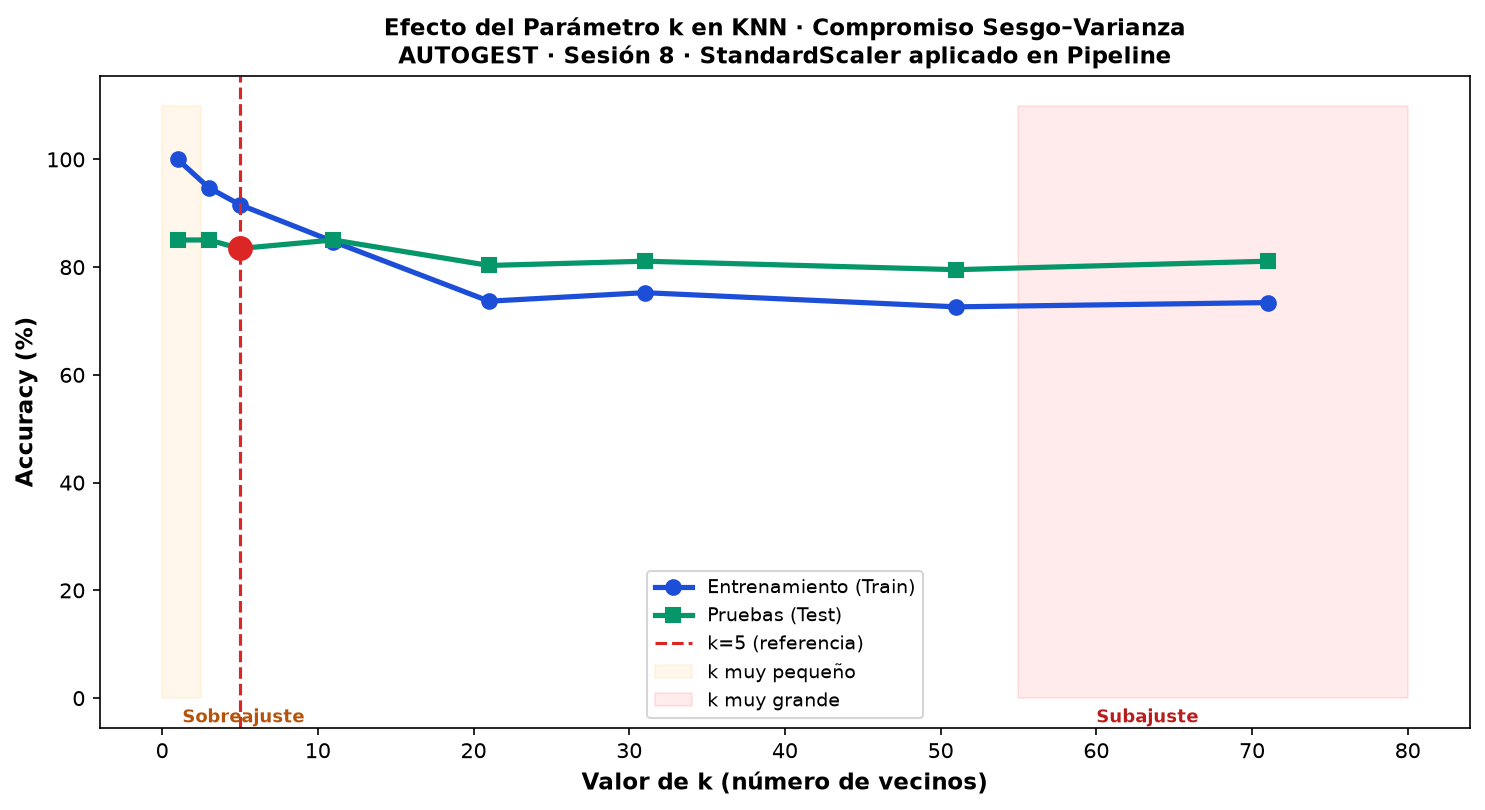 Efecto del Parámetro k en KNN · Compromiso Sesgo–Varianza
AUTOGEST · Sesión 8 · StandardScaler aplicado en Pipeline
Accuracy (%)
100
80
60
40
20
0
Sobreajuste
Subajuste
Entrenamiento (Train)
Pruebas (Test)
k=5 (referencia)
k muy pequeño
k muy grande
0 10 20 30 40 50 60 70 80
Valor de k (número de vecinos)